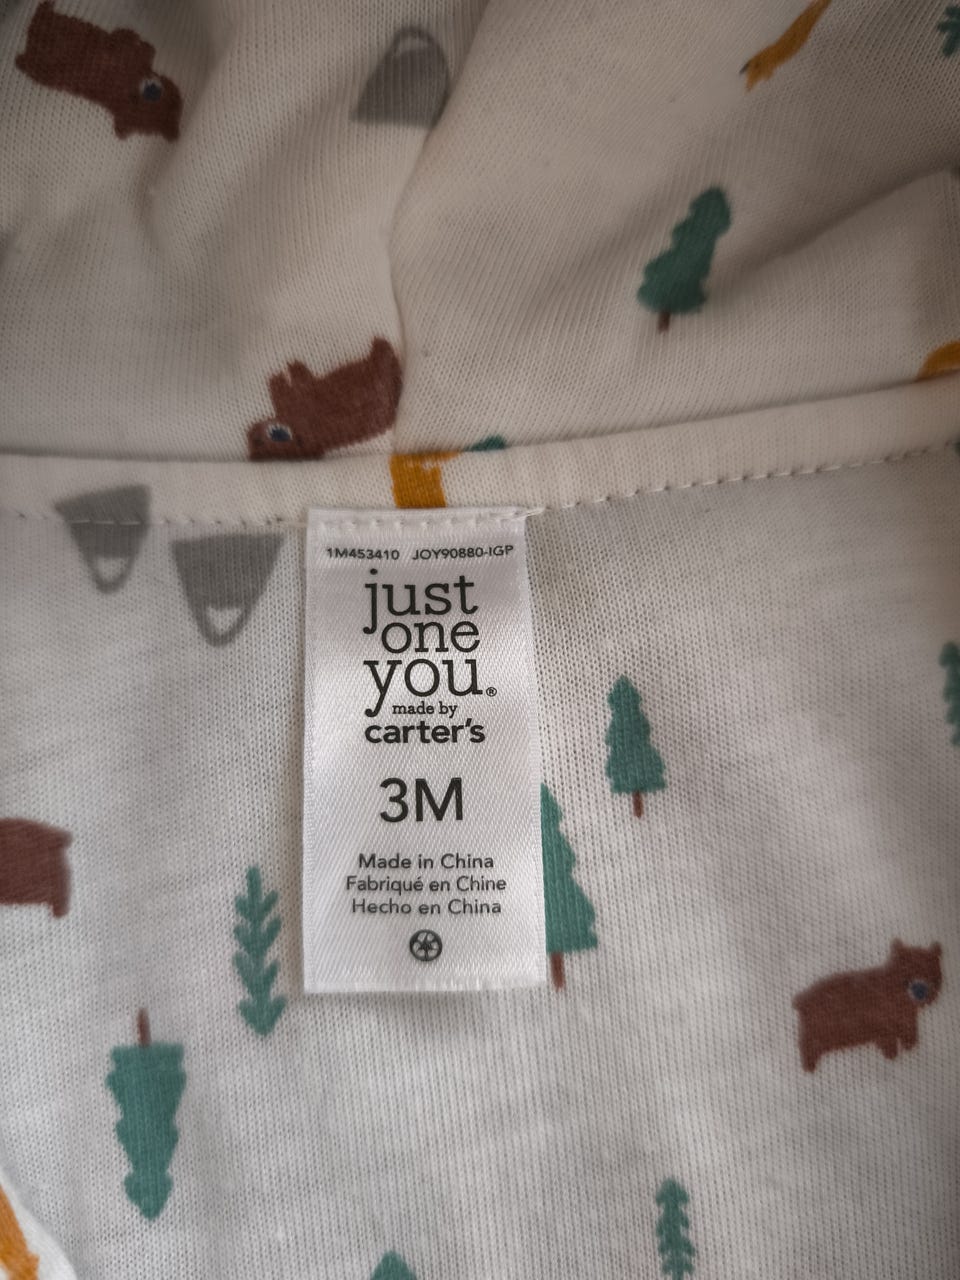 1M453410 JOY90880-IGP
just
one
you®
made by
carter's
3M
Made in China
Fabriqué en Chine
Hecho en China